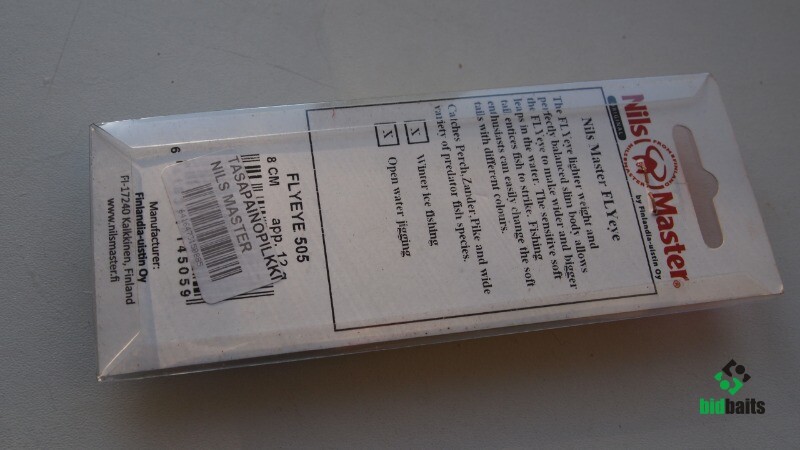 Nils Master®
by Finlandia-uistin Oy
Nils Master FLYeye
The FLYeye lighter weight and
perfectly balanced slim body allows
the FLYeye to make wider and bigger
leaps in the water. The sensitive soft
tail entices fish to strike. Fishing
enthusiasts can easily change the soft
tails with different colours.
Catches Perch,Zander,Pike and wide
variety of predator fish species.
X Winter ice fishing
X Open water jigging
FLYEYE 505
8 CM app. 12
TASAPAINOPILKKI
NILS MASTER
6
145059
Manufacturer:
Finlandia-uistin Oy
FI-17240 Kalkkinen, Finland
www.nilsmaster.fi
bidbaits